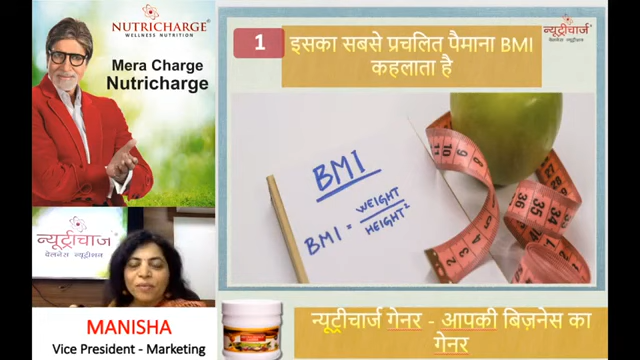 NUTRICHARGE
WELLNESS NUTRITION
Mera Charge
Nutricharge
1
इसका सबसे प्रचलित पैमाना BMI
कहलाता है
न्यूट्रीचार्ज
वेलनेस न्यूट्रीशन
BMI
BMI = WEIGHT
HEIGHT²
न्यूट्रीचार्ज
वेलनेस न्यूट्रीशन
MANISHA
Vice President - Marketing
न्यूट्रीचार्ज गेनर - आपकी बिज़नेस का
गेनर